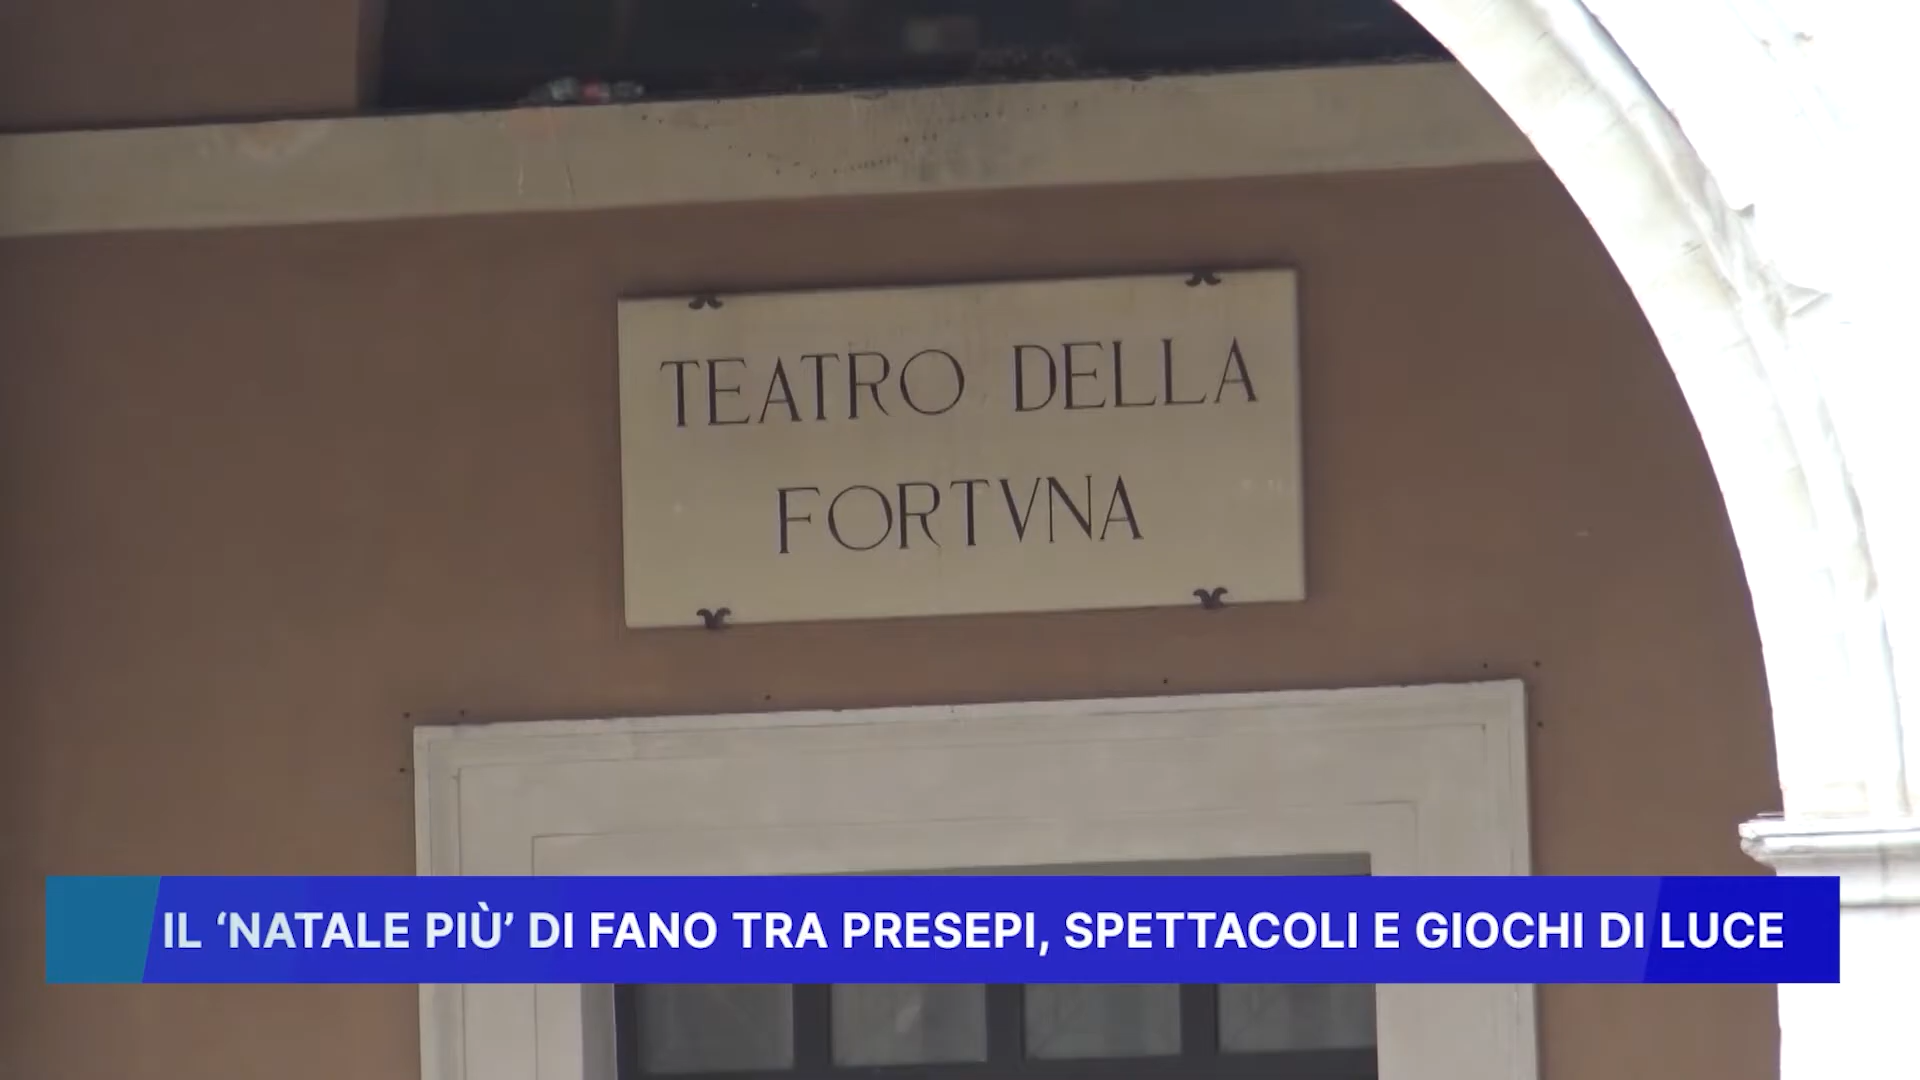 TEATRO DELLA
FORTVNA
IL ‘NATALE PIÙ’ DI FANO TRA PRESEPI, SPETTACOLI E GIOCHI DI LUCE